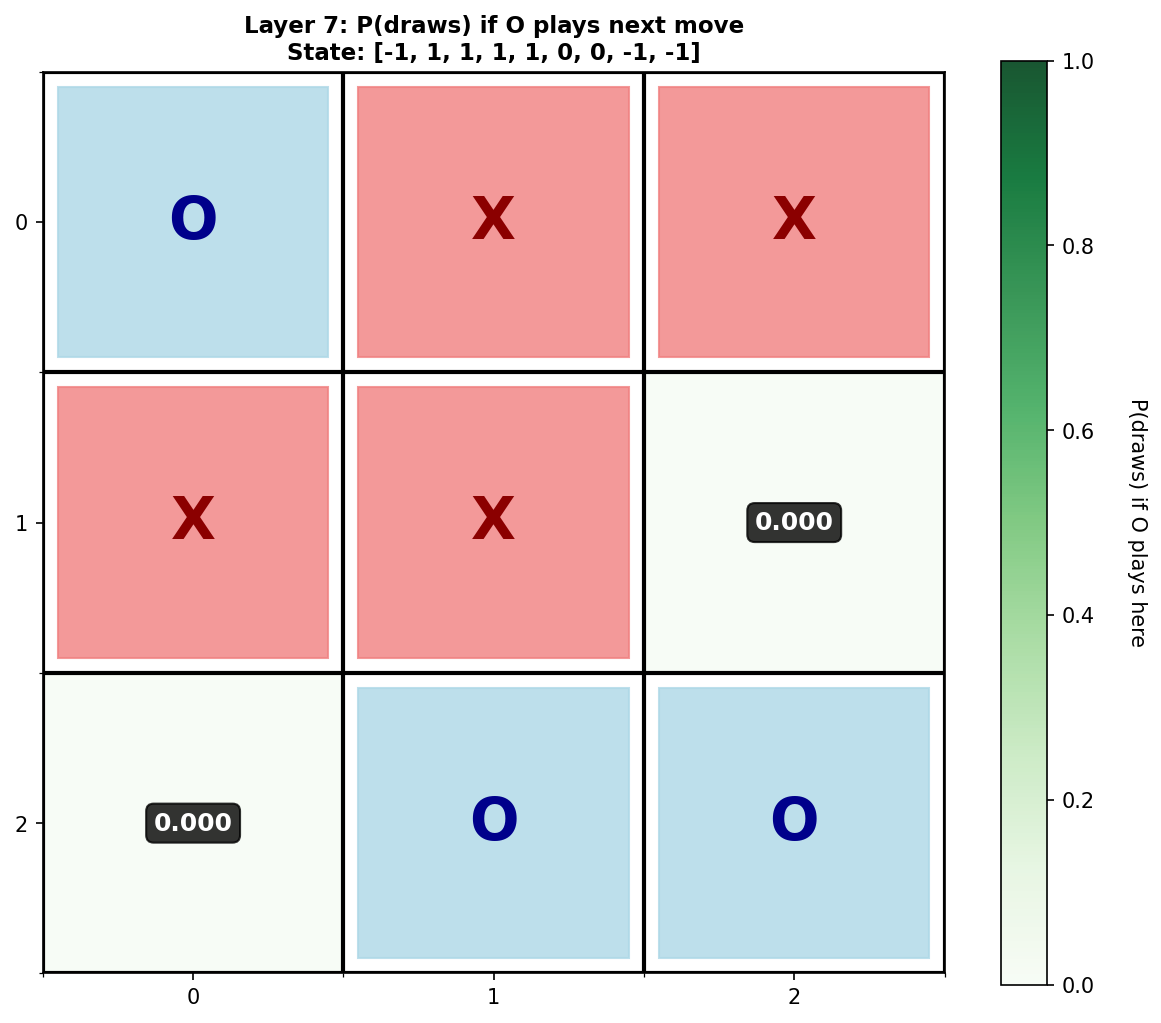 Layer 7: P(draws) if O plays next move
State: [-1, 1, 1, 1, 1, 0, 0, -1, -1]
0
O
X
X
1
X
X
0.000
2
0.000
O
O
0
1
2
1.0
0.8
0.6
0.4
0.2
0.0
P(draws) if O plays here